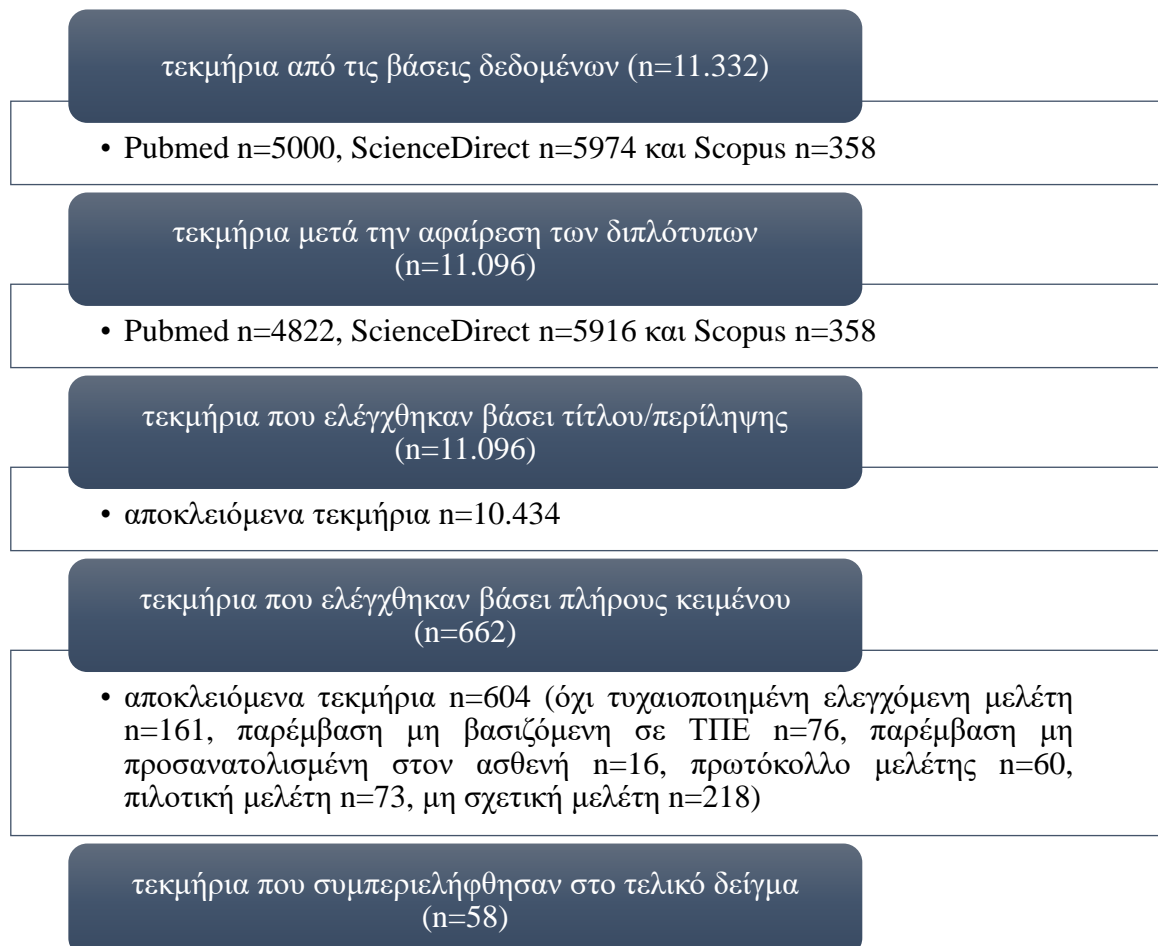 τεκμήρια από τις βάσεις δεδομένων (n=11.332)
• Pubmed n=5000, ScienceDirect n=5974 και Scopus n=358
τεκμήρια μετά την αφαίρεση των διπλότυπων
(n=11.096)
• Pubmed n=4822, ScienceDirect n=5916 και Scopus n=358
τεκμήρια που ελέγχθηκαν βάσει τίτλου/περίληψης
(n=11.096)
• αποκλειόμενα τεκμήρια n=10.434
τεκμήρια που ελέγχθηκαν βάσει πλήρους κειμένου
(n=662)
• αποκλειόμενα τεκμήρια n=604 (όχι τυχαιοποιημένη ελεγχόμενη μελέτη
n=161, παρέμβαση μη βασιζόμενη σε ΤΠΕ n=76, παρέμβαση μη
προσανατολισμένη στον ασθενή n=16, πρωτόκολλο μελέτης n=60,
πιλοτική μελέτη n=73, μη σχετική μελέτη n=218)
τεκμήρια που συμπεριελήφθησαν στο τελικό δείγμα
(n=58)